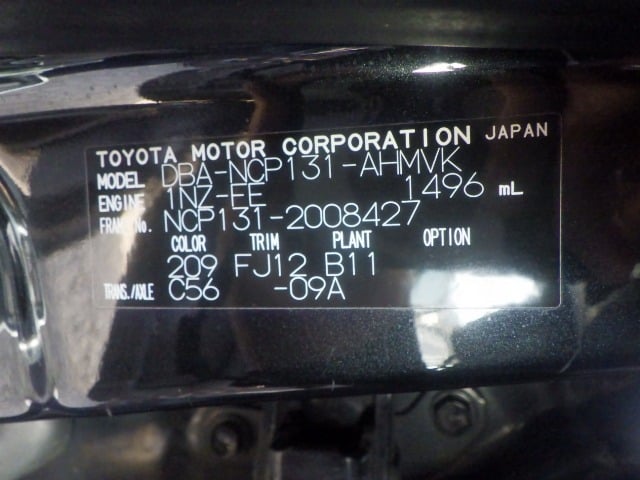 TOYOTA MOTOR CORPORATION JAPAN
MODEL DBA-NCP131-AHMVK
ENGINE 1NZ-FE 1496 mL
FRAME No. NCP131-2008427
COLOR TRIM PLANT OPTION
209 FJ12 B11
TRANS./AXLE C56 -09A